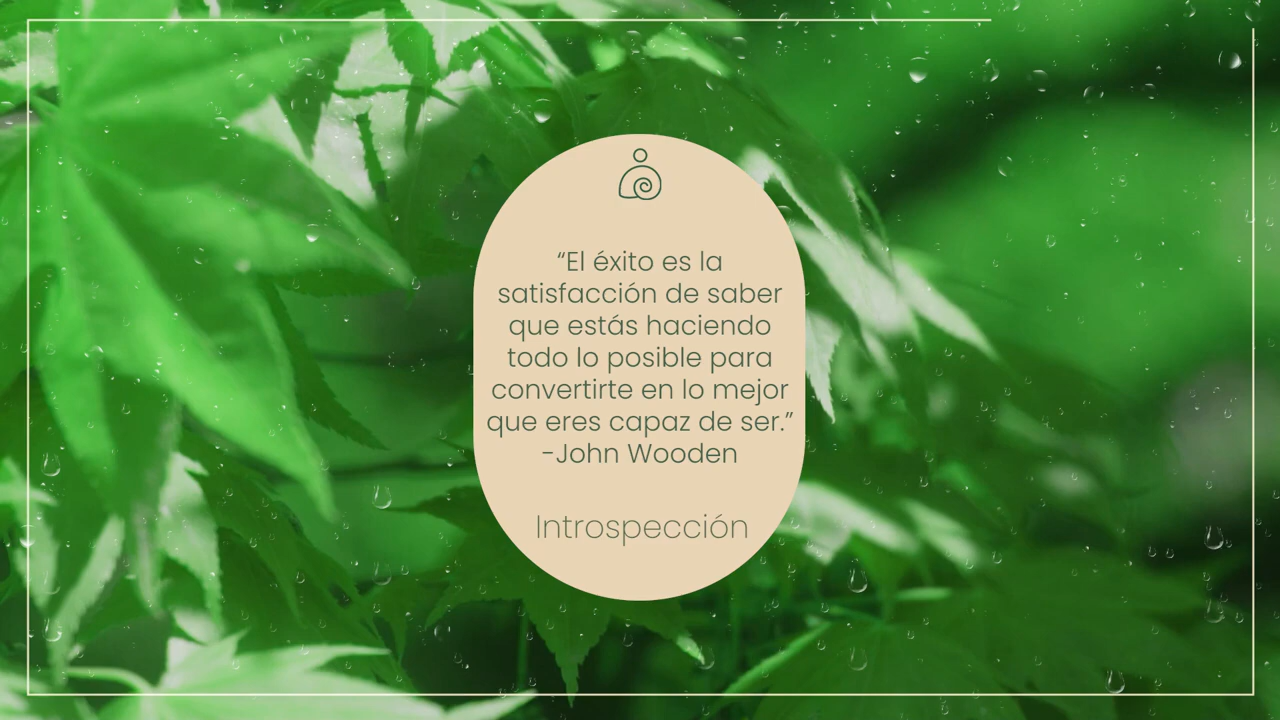 “El éxito es la
satisfacción de saber
que estás haciendo
todo lo posible para
convertirte en lo mejor
que eres capaz de ser.”
-John Wooden
Introspección